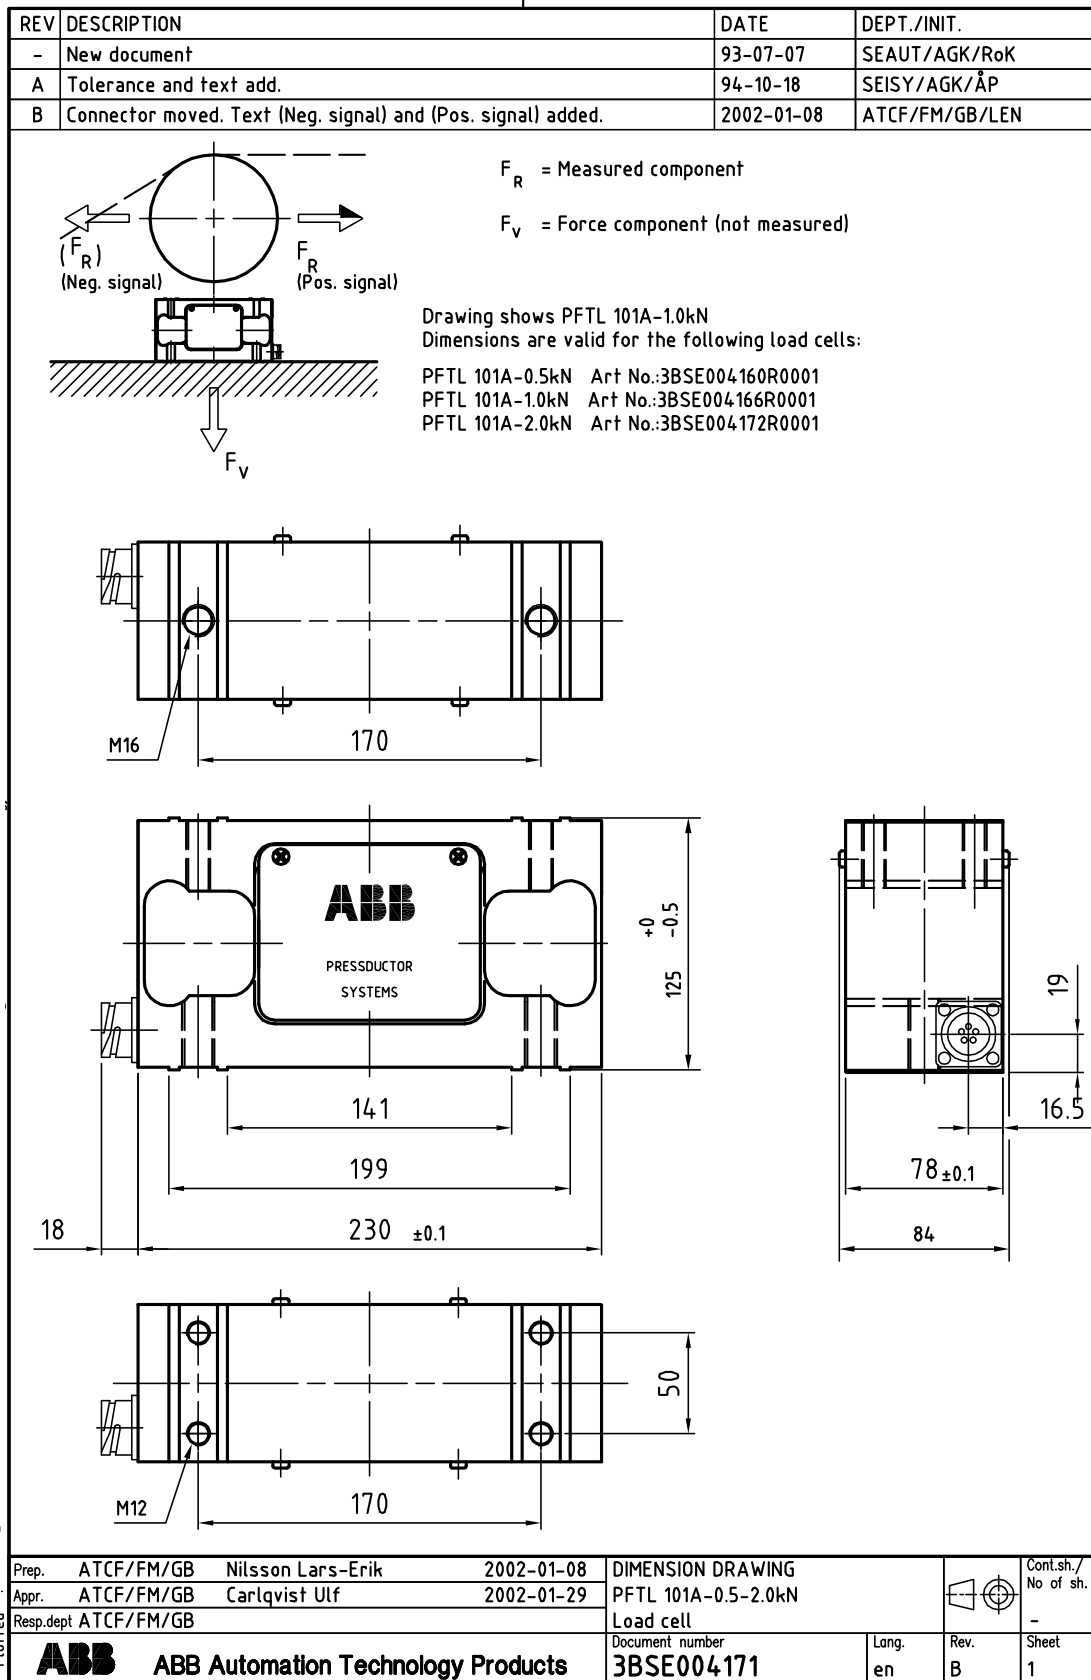 REV DESCRIPTION DATE DEPT./INIT.
- New document 93-07-07 SEAUT/AGK/RoK
A Tolerance and text add. 94-10-18 SEISY/AGK/ÅP
B Connector moved. Text (Neg. signal) and (Pos. signal) added. 2002-01-08 ATCF/FM/GB/LEN
FR = Measured component
FV = Force component (not measured)
(FR)
(Neg. signal)
FR
(Pos. signal)
FV
Drawing shows PFTL 101A-1.0kN
Dimensions are valid for the following load cells:
PFTL 101A-0.5kN Art No.:3BSE004160R0001
PFTL 101A-1.0kN Art No.:3BSE004166R0001
PFTL 101A-2.0kN Art No.:3BSE004172R0001
M16
170
ABB
PRESSDUCTOR
SYSTEMS
125 +0 -0.5
19
141
16.5
199
78 ±0.1
18
230 ±0.1
84
50
M12
170
Prep. ATCF/FM/GB Nilsson Lars-Erik 2002-01-08
Appr. ATCF/FM/GB Carlqvist Ulf 2002-01-29
Resp.dept ATCF/FM/GB
DIMENSION DRAWING
PFTL 101A-0.5-2.0kN
Load cell
Cont.sh./
No of sh.
-
ABB ABB Automation Technology Products
Document number
3BSE004171
Lang.
en
Rev.
B
Sheet
1